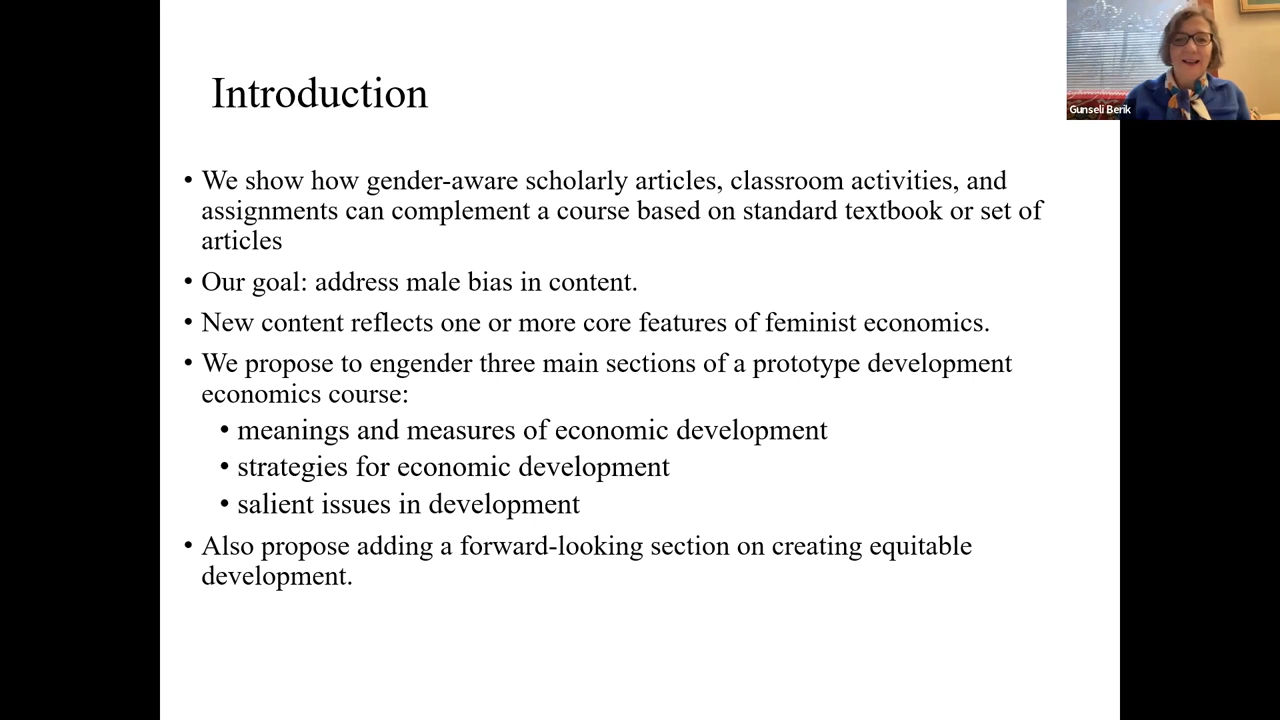 Introduction
Gunseli Berik
• We show how gender-aware scholarly articles, classroom activities, and
assignments can complement a course based on standard textbook or set of
articles
• Our goal: address male bias in content.
• New content reflects one or more core features of feminist economics.
• We propose to engender three main sections of a prototype development
economics course:
• meanings and measures of economic development
• strategies for economic development
• salient issues in development
• Also propose adding a forward-looking section on creating equitable
development.